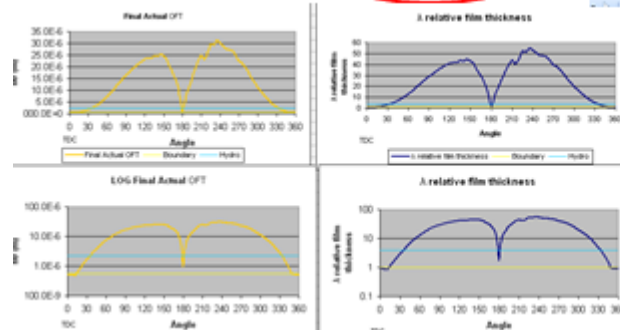 Final Actual OFT
35.0E-6
30.0E-6
25.0E-6
20.0E-6
15.0E-6
10.0E-6
5.0E-6
000.0E+0
0 30 60 90 120 150 180 210 240 270 300 330 360
TDC
Angle
Final Actual OFT Boundary Hydro
λ relative film thickness
λ relative film
thickness
60
50
40
30
20
10
0
0 30 60 90 120 150 180 210 240 270 300 330 360
TDC
Angle
λ relative film thickness Boundary Hydro
LOG Final Actual OFT
100.0E-6
10.0E-6
1.0E-6
100.0E-9
0 30 60 90 120 150 180 210 240 270 300 330 360
TDC
Angle
λ relative film thickness
λ relative film
thickness
100
10
1
0.1
0 30 60 90 120 150 180 210 240 270 300 330 360
TDC
Angle